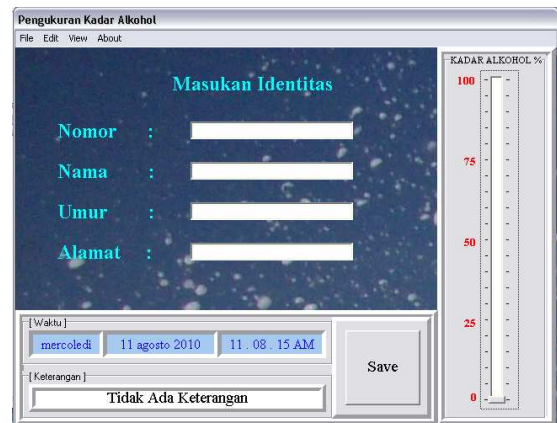 Pengukuran Kadar Alkohol
File Edit View About
Masukan Identitas
Nomor :
Nama :
Umur :
Alamat :
[ Waktu ]
mercoledì 11 agosto 2010 11 . 08 . 15 AM
[ Keterangan ]
Tidak Ada Keterangan
Save
KADAR ALKOHOL %
100
75
50
25
0